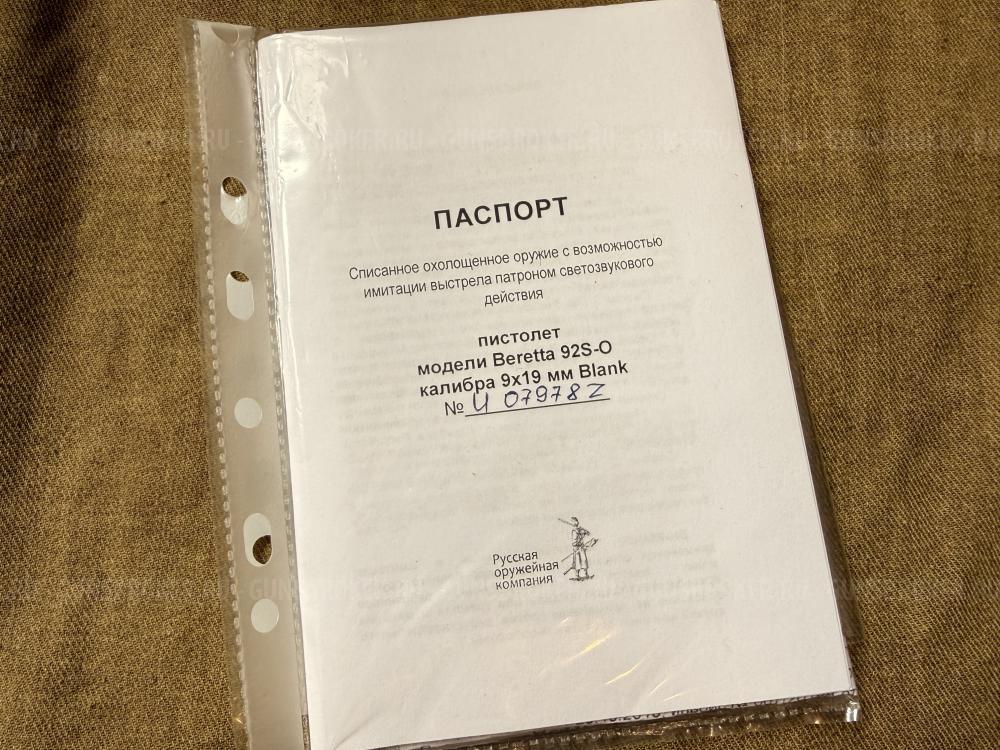 ПАСПОРТ
Списанное охолощенное оружие с возможностью
имитации выстрела патроном светозвукового
действия
пистолет
модели Beretta 92S-O
калибра 9x19 мм Blank
№ И 07978Z
Русская
оружейная
компания